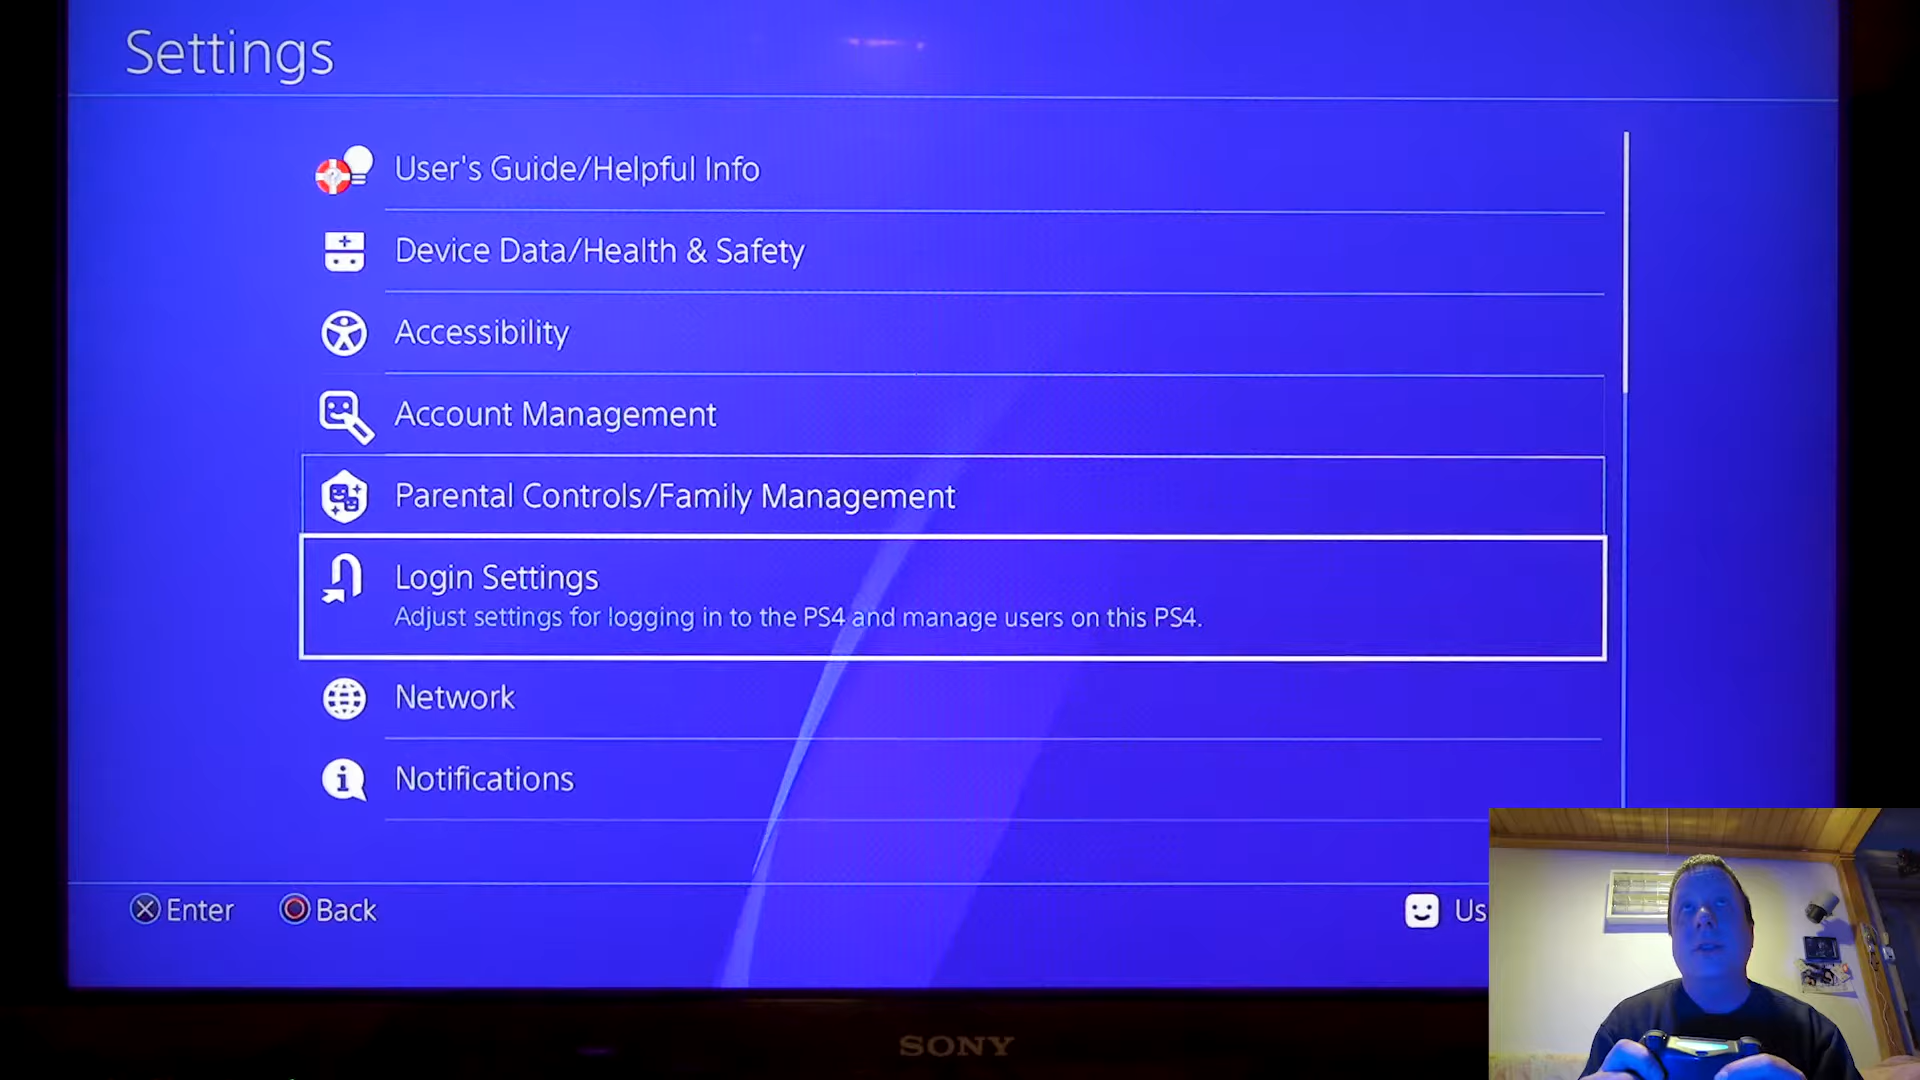 Settings
User's Guide/Helpful Info
Device Data/Health & Safety
Accessibility
Account Management
Parental Controls/Family Management
Login Settings
Adjust settings for logging in to the PS4 and manage users on this PS4.
Network
Notifications
Enter
Back
Us
SONY